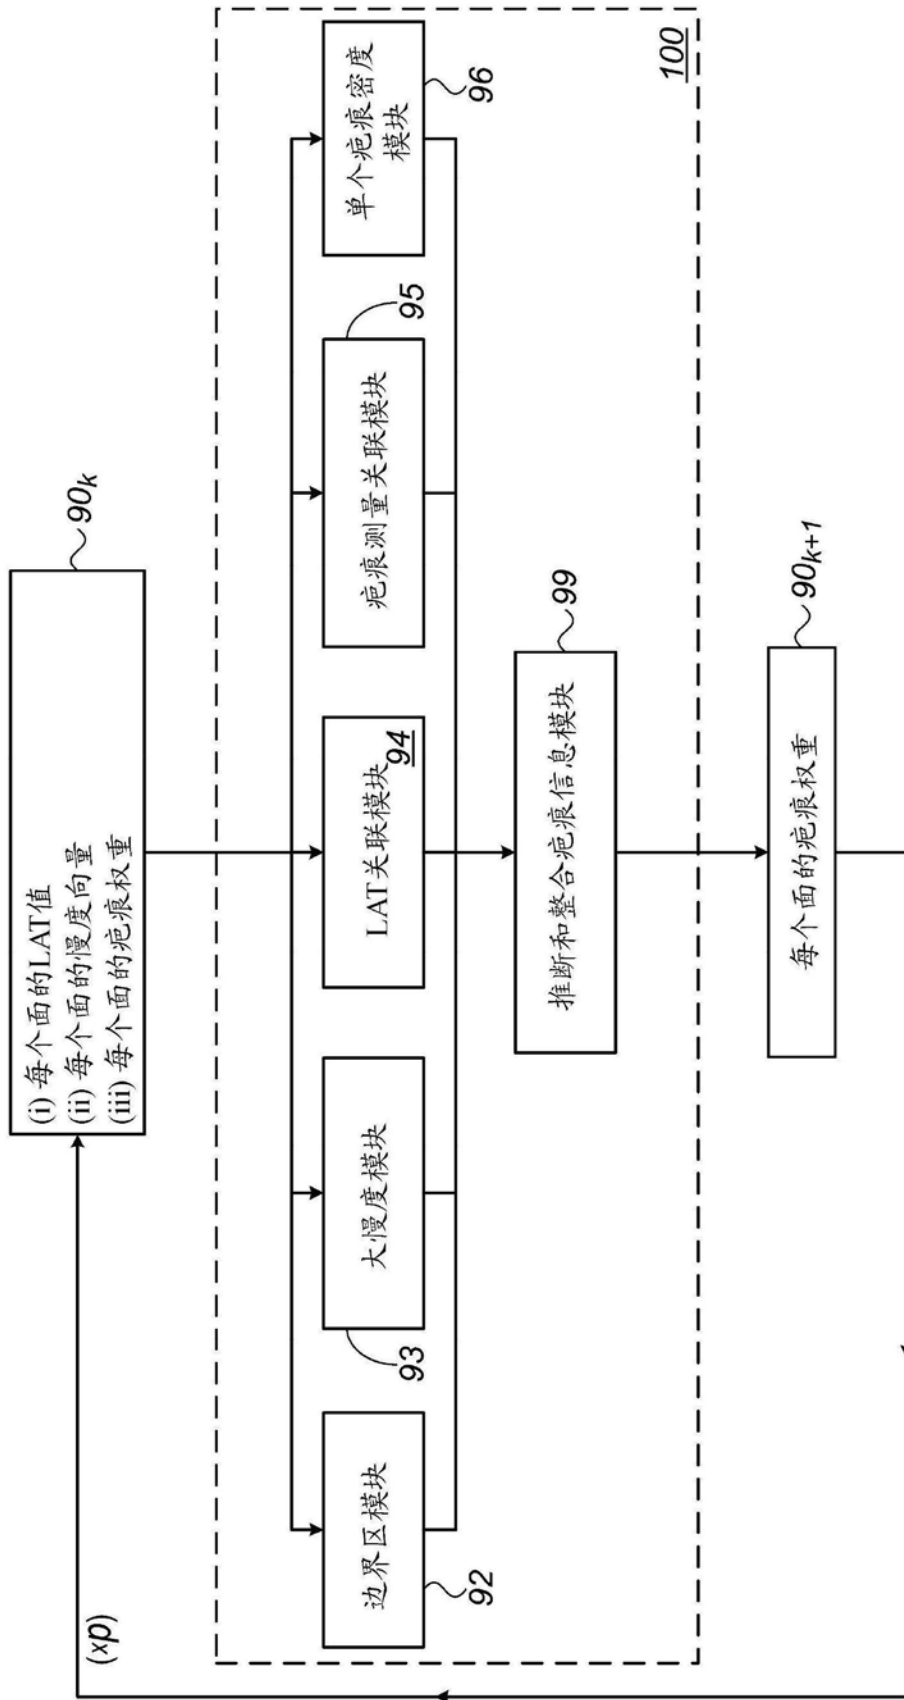 (i) 每个面的LAT值
(ii) 每个面的慢度向量
(iii) 每个面的疤痕权重
90k
(xp)
边界区模块
92
大慢度模块
93
LAT关联模块
94
疤痕测量关联模块
95
单个疤痕密度
模块
96
100
推断和整合疤痕信息模块
99
每个面的疤痕权重
90k+1